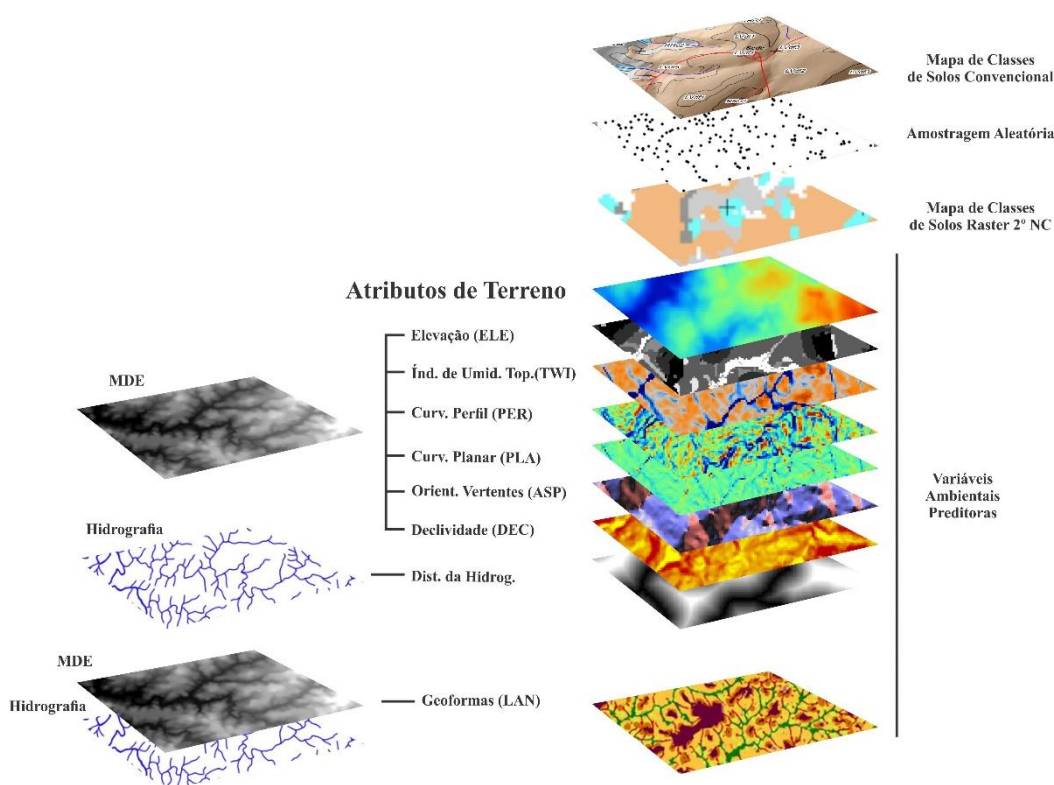 Mapa de Classes
de Solos Convencional
Amostragem Aleatória
Mapa de Classes
de Solos Raster 2º NC
Atributos de Terreno
Elevação (ELE)
MDE
Índ. de Umid. Top.(TWI)
Curv. Perfil (PER)
Curv. Planar (PLA)
Orient. Vertentes (ASP)
Declividade (DEC)
Variáveis
Ambientais
Preditoras
Hidrografia
Dist. da Hidrog.
MDE
Hidrografia
Geoformas (LAN)